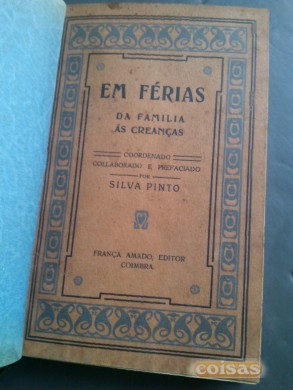 EM FÉRIAS
DA FAMILIA
ÁS CREANÇAS
COORDENADO
COLLABORADO E PREFACIADO
POR
SILVA PINTO
FRANÇA AMADO, EDITOR
COIMBRA.
coisas